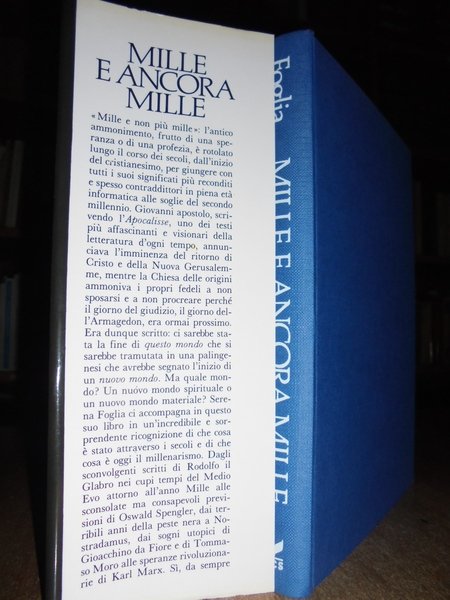 MILLE
E ANCORA
MILLE
« Mille e non più mille »: l'antico
ammonimento, frutto di una spe-
ranza o di una profezia, è rotolato
lungo il corso dei secoli, dall'inizio
del cristianesimo, per giungere con
tutti i suoi significati più reconditi
e spesso contraddittori in piena età
informatica alle soglie del secondo
millennio. Giovanni apostolo, scri-
vendo l'Apocalisse, uno dei testi
più affascinanti e visionari della
letteratura d'ogni tempo, annun-
ciava l'imminenza del ritorno di
Cristo e della Nuova Gerusalem-
me, mentre la Chiesa delle origini
ammoniva i propri fedeli a non
sposarsi e a non procreare perché
il giorno del giudizio, il giorno del-
l'Armagedon, era ormai prossimo.
Era dunque scritto: ci sarebbe sta-
ta la fine di questo mondo che si
sarebbe tramutata in una palinge-
nesi che avrebbe segnato l'inizio di
un nuovo mondo. Ma quale mon-
do? Un nuovo mondo spirituale o
un nuovo mondo materiale? Sere-
na Foglia ci accompagna in questo
suo libro in un'incredibile e sor-
prendente ricognizione di che cosa
è stato attraverso i secoli e di che
cosa è oggi il millenarismo. Dagli
sconvolgenti scritti di Rodolfo il
Glabro nei cupi tempi del Medio
Evo attorno all'anno Mille alle
sconsolate ma consapevoli previ-
sioni di Oswald Spengler, dai ter-
ribili anni della peste nera a No-
stradamus, dai sogni utopici di
Gioacchino da Fiore e di Tomma-
so Moro alle speranze rivoluziona-
rie di Karl Marx. Sì, da sempre
Foglia MILLE E ANCORA MILLE